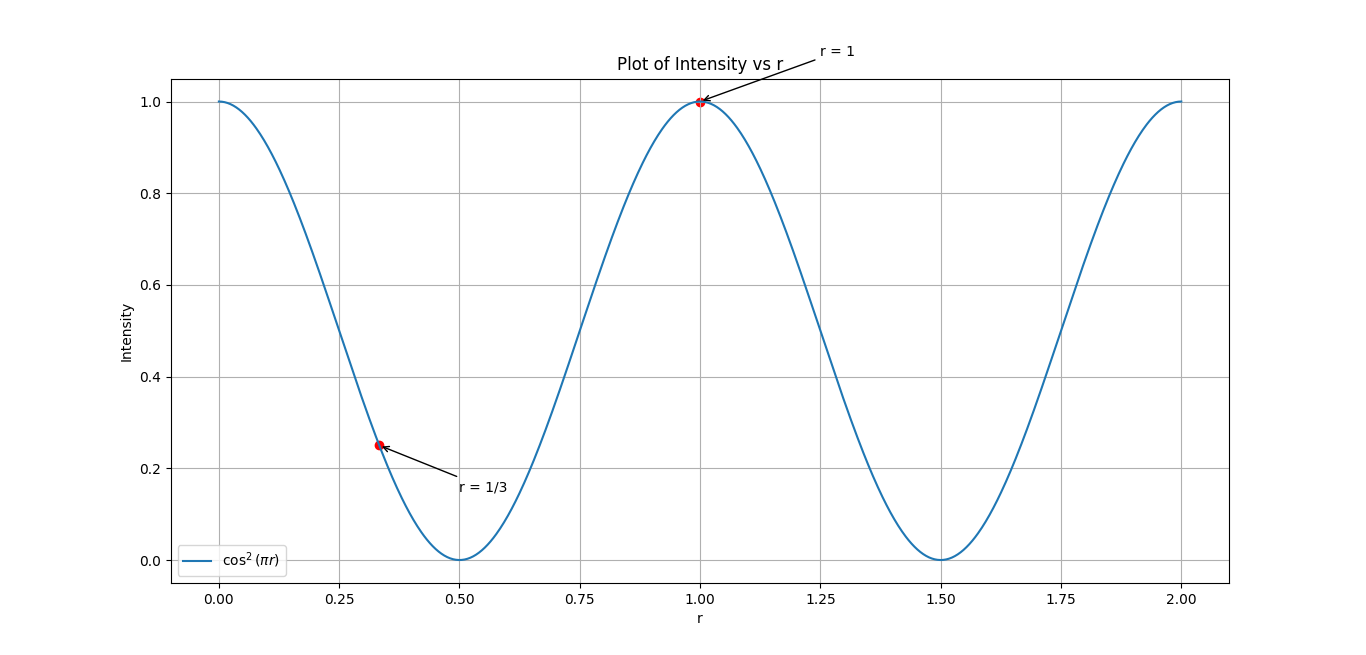 r = 1
Plot of Intensity vs r
1.0
0.8
0.6
0.4
0.2
0.0
Intensity
r = 1/3
cos²(πr)
0.00 0.25 0.50 0.75 1.00 1.25 1.50 1.75 2.00
r